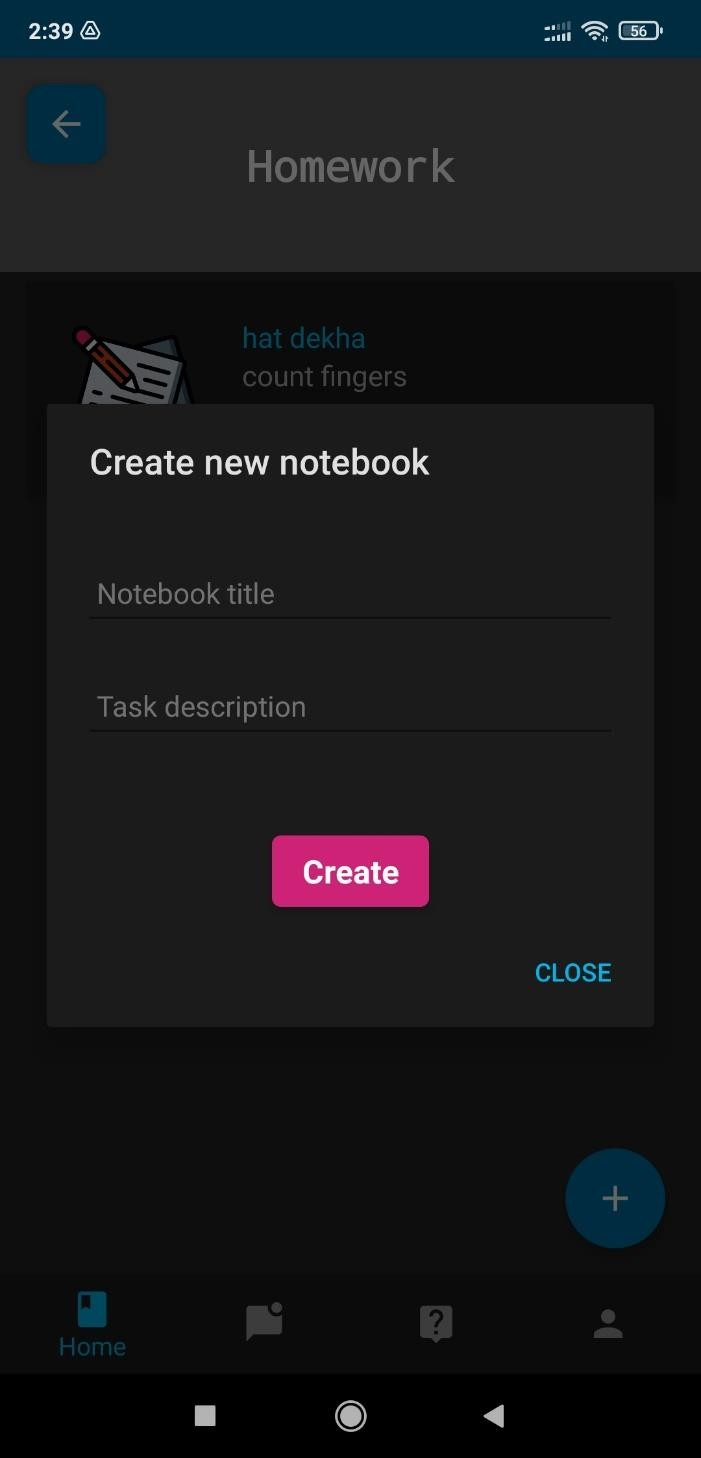 2:39
56
Homework
hat dekha
count fingers
Create new notebook
Notebook title
Task description
Create
CLOSE
Home